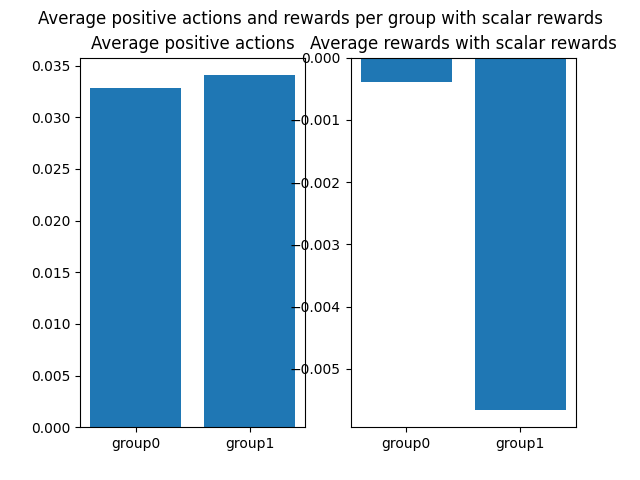 Average positive actions and rewards per group with scalar rewards
Average positive actions
Average rewards with scalar rewards
0.035
0.030
0.025
0.020
0.015
0.010
0.005
0.000
group0
group1
0.000
−0.001
−0.002
−0.003
−0.004
−0.005
group0
group1